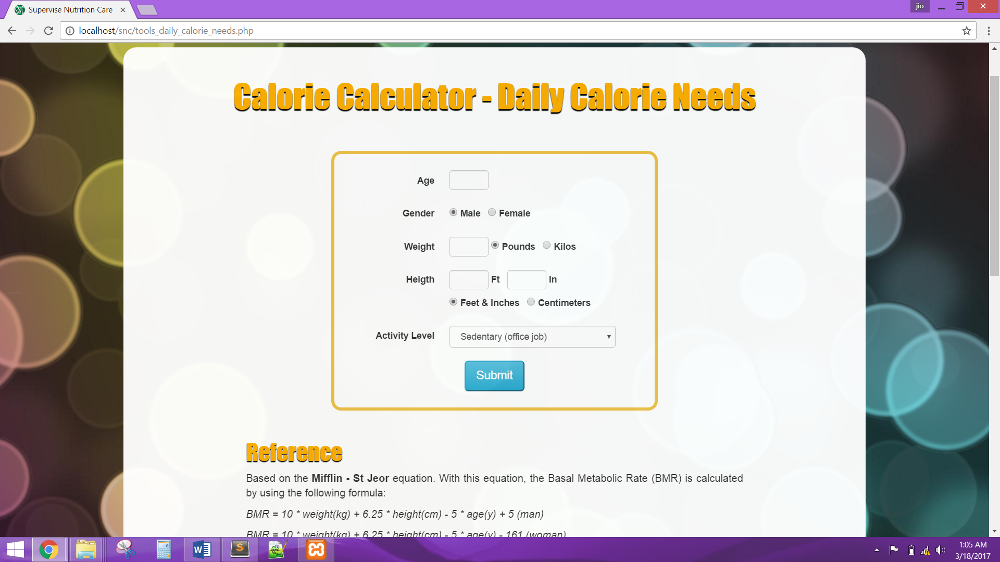 Supervise Nutrition Care
jio
localhost/snc/tools_daily_calorie_needs.php
Calorie Calculator - Daily Calorie Needs
Age
Gender Male Female
Weight Pounds Kilos
Heigth Ft In
Feet & Inches Centimeters
Activity Level Sedentary (office job)
Submit
Reference
Based on the Mifflin - St Jeor equation. With this equation, the Basal Metabolic Rate (BMR) is calculated
by using the following formula:
BMR = 10 * weight(kg) + 6.25 * height(cm) - 5 * age(y) + 5 (man)
BMR = 10 * weight(kg) + 6.25 * height(cm) - 5 * age(y) - 161 (woman)
1:05 AM
3/18/2017